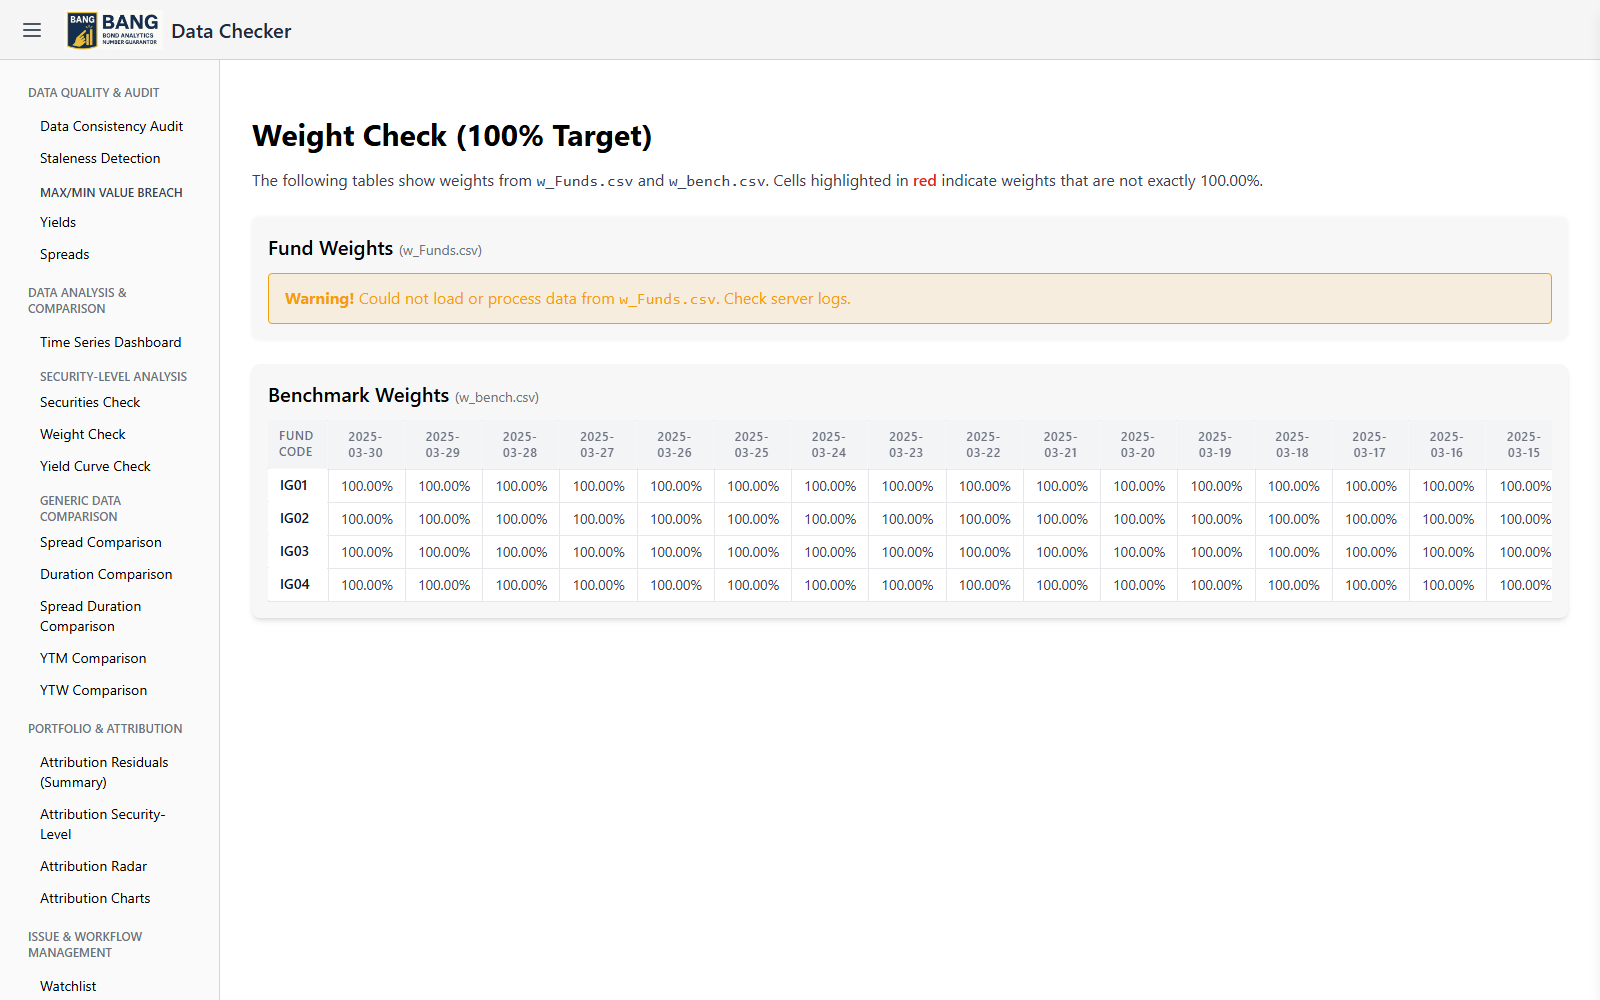 BANG
BANG
BOND ANALYTICS
NUMBER GUARANTOR
Data Checker
DATA QUALITY & AUDIT
Data Consistency Audit
Staleness Detection
MAX/MIN VALUE BREACH
Yields
Spreads
DATA ANALYSIS &
COMPARISON
Time Series Dashboard
SECURITY-LEVEL ANALYSIS
Securities Check
Weight Check
Yield Curve Check
GENERIC DATA
COMPARISON
Spread Comparison
Duration Comparison
Spread Duration
Comparison
YTM Comparison
YTW Comparison
PORTFOLIO & ATTRIBUTION
Attribution Residuals
(Summary)
Attribution Security-
Level
Attribution Radar
Attribution Charts
ISSUE & WORKFLOW
MANAGEMENT
Watchlist
Weight Check (100% Target)
The following tables show weights from w_Funds.csv and w_bench.csv. Cells highlighted in red indicate weights that are not exactly 100.00%.
Fund Weights (w_Funds.csv)
Warning! Could not load or process data from w_Funds.csv. Check server logs.
Benchmark Weights (w_bench.csv)
FUND CODE 2025-03-30 2025-03-29 2025-03-28 2025-03-27 2025-03-26 2025-03-25 2025-03-24 2025-03-23 2025-03-22 2025-03-21 2025-03-20 2025-03-19 2025-03-18 2025-03-17 2025-03-16 2025-03-15
IG01 100.00% 100.00% 100.00% 100.00% 100.00% 100.00% 100.00% 100.00% 100.00% 100.00% 100.00% 100.00% 100.00% 100.00% 100.00% 100.00%
IG02 100.00% 100.00% 100.00% 100.00% 100.00% 100.00% 100.00% 100.00% 100.00% 100.00% 100.00% 100.00% 100.00% 100.00% 100.00% 100.00%
IG03 100.00% 100.00% 100.00% 100.00% 100.00% 100.00% 100.00% 100.00% 100.00% 100.00% 100.00% 100.00% 100.00% 100.00% 100.00% 100.00%
IG04 100.00% 100.00% 100.00% 100.00% 100.00% 100.00% 100.00% 100.00% 100.00% 100.00% 100.00% 100.00% 100.00% 100.00% 100.00% 100.00%